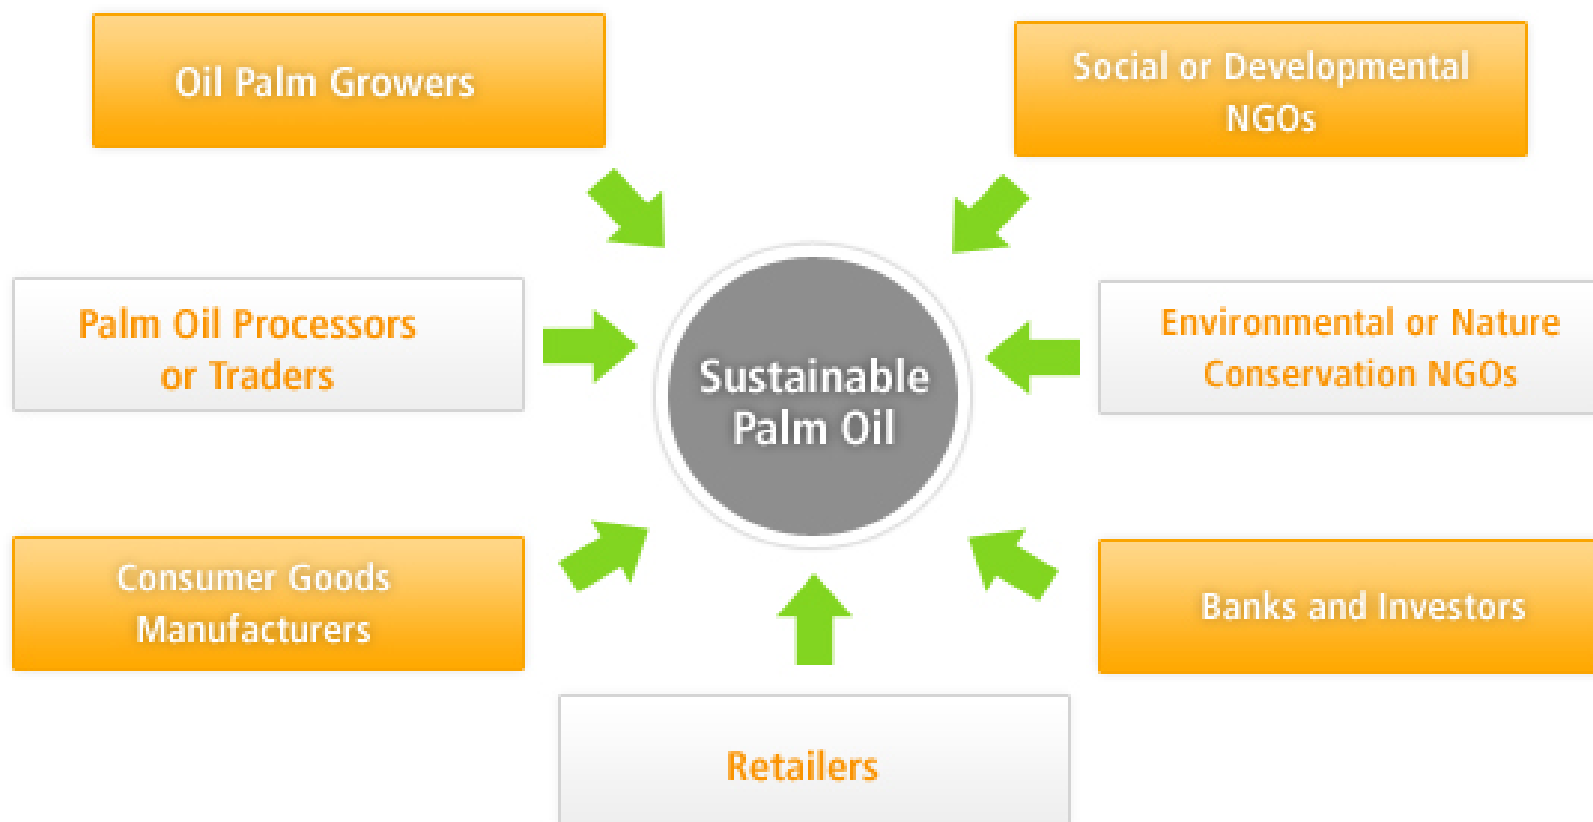 Oil Palm Growers
Social or Developmental
NGOs
Palm Oil Processors
or Traders
Environmental or Nature
Conservation NGOs
Sustainable
Palm Oil
Consumer Goods
Manufacturers
Banks and Investors
Retailers